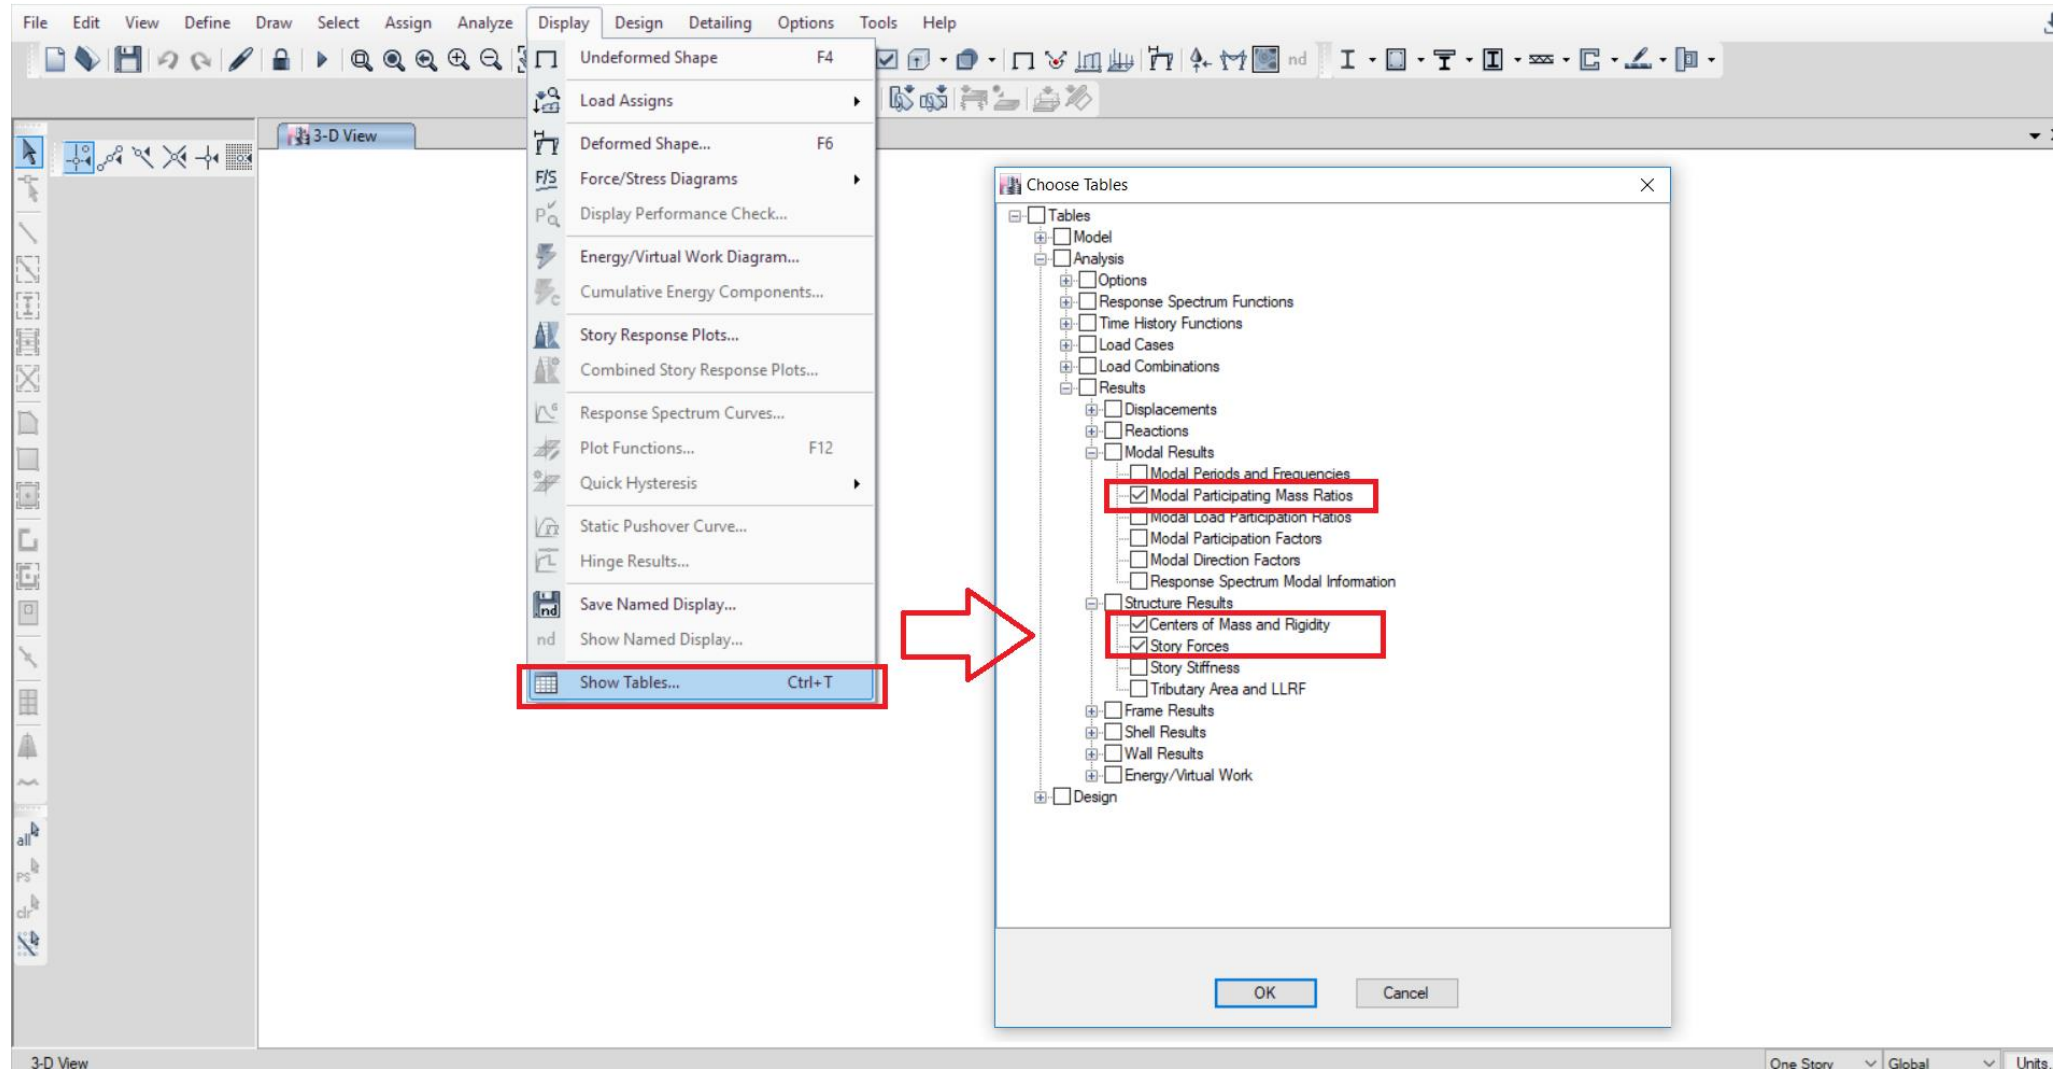 File Edit View Define Draw Select Assign Analyze Display Design Detailing Options Tools Help
nd
3-D View
Undeformed Shape F4
Load Assigns
Deformed Shape... F6
F/S Force/Stress Diagrams
Display Performance Check...
Energy/Virtual Work Diagram...
Cumulative Energy Components...
Story Response Plots...
Combined Story Response Plots...
Response Spectrum Curves...
Plot Functions... F12
Quick Hysteresis
Static Pushover Curve...
Hinge Results...
.nd Save Named Display...
nd Show Named Display...
Show Tables... Ctrl+T
Choose Tables
Tables
Model
Analysis
Options
Response Spectrum Functions
Time History Functions
Load Cases
Load Combinations
Results
Displacements
Reactions
Modal Results
Modal Periods and Frequencies
Modal Participating Mass Ratios
Modal Load Participation Ratios
Modal Participation Factors
Modal Direction Factors
Response Spectrum Modal Information
Structure Results
Centers of Mass and Rigidity
Story Forces
Story Stiffness
Tributary Area and LLRF
Frame Results
Shell Results
Wall Results
Energy/Virtual Work
Design
OK Cancel
all
PS
clr
3-D View One Story Global Units...